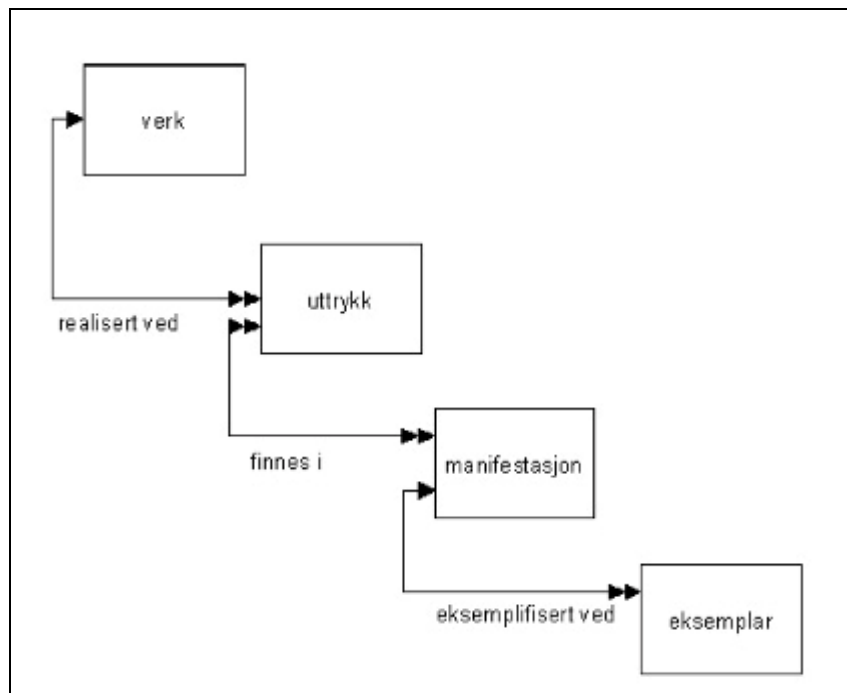 verk
uttrykk
realisert ved
finnes i
manifestasjon
eksemplifisert ved
eksemplar